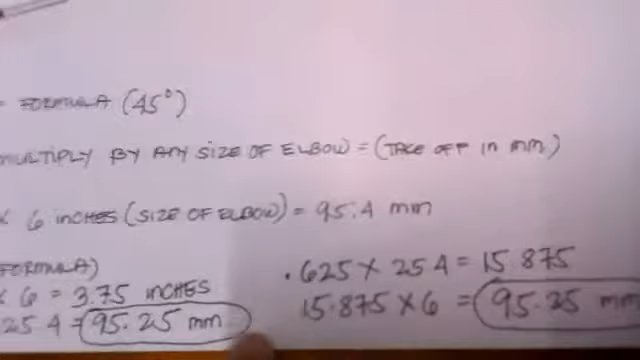 FORMULA (45°)
MULTIPLY BY ANY SIZE OF ELBOW = (TAKE OFF IN mm)
× 6 INCHES (SIZE OF ELBOW) = 95.4 mm
FORMULA)
× 6 = 3.75 INCHES
25 4 = 95.25 mm
.625 × 25 4 = 15 875
15.875 × 6 = 95.25 mm